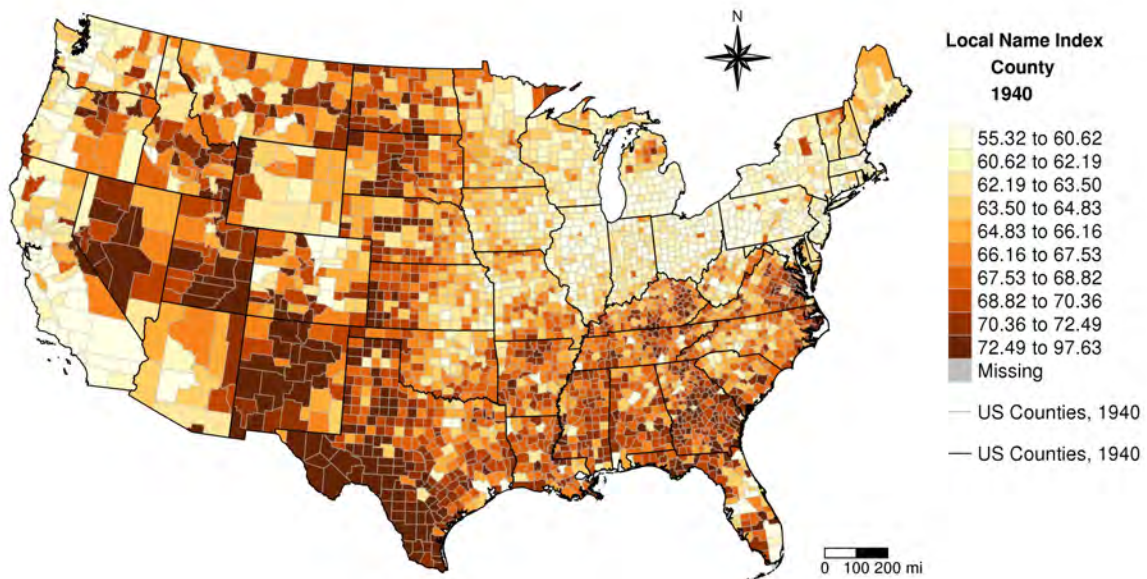 N
Local Name Index
County
1940
55.32 to 60.62
60.62 to 62.19
62.19 to 63.50
63.50 to 64.83
64.83 to 66.16
66.16 to 67.53
67.53 to 68.82
68.82 to 70.36
70.36 to 72.49
72.49 to 97.63
Missing
US Counties, 1940
US Counties, 1940
0 100 200 mi